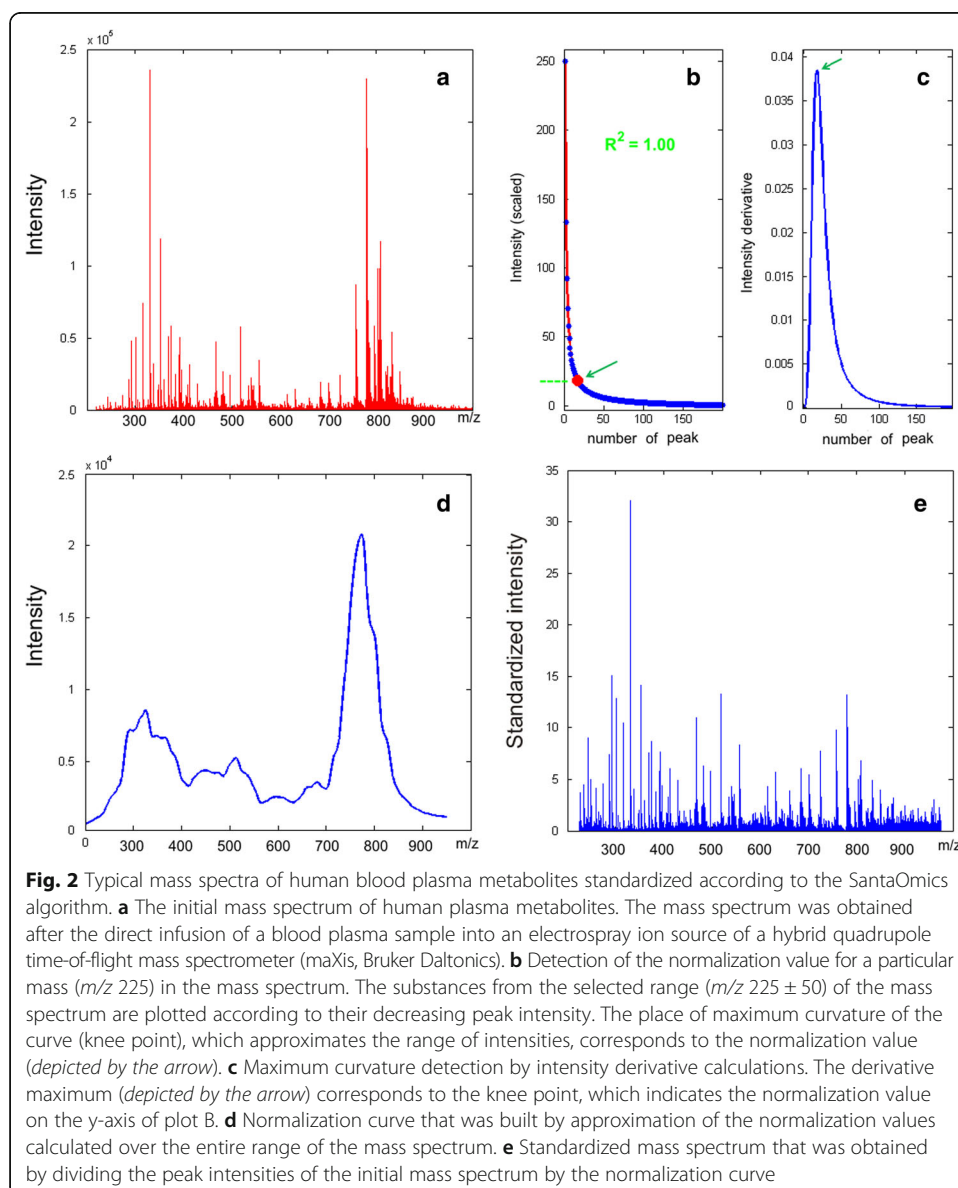 a
× 10⁵
2.5
2
1.5
1
0.5
0
Intensity
300 400 500 600 700 800 900 m/z
b
250
200
150
100
50
0
Intensity (scaled)
R² = 1.00
0 50 100 150
number of peak
c
0.04
0.035
0.03
0.025
0.02
0.015
0.01
0.005
0
Intensity derivative
0 50 100 150
number of peak
d
× 10⁴
2.5
2
1.5
1
0.5
0
Intensity
0 300 400 500 600 700 800 900 m/z
e
35
30
25
20
15
10
5
0
Standardized intensity
300 400 500 600 700 800 900 m/z
Fig. 2 Typical mass spectra of human blood plasma metabolites standardized according to the SantaOmics
algorithm. a The initial mass spectrum of human plasma metabolites. The mass spectrum was obtained
after the direct infusion of a blood plasma sample into an electrospray ion source of a hybrid quadrupole
time-of-flight mass spectrometer (maXis, Bruker Daltonics). b Detection of the normalization value for a particular
mass (m/z 225) in the mass spectrum. The substances from the selected range (m/z 225 ± 50) of the mass
spectrum are plotted according to their decreasing peak intensity. The place of maximum curvature of the
curve (knee point), which approximates the range of intensities, corresponds to the normalization value
(depicted by the arrow). c Maximum curvature detection by intensity derivative calculations. The derivative
maximum (depicted by the arrow) corresponds to the knee point, which indicates the normalization value
on the y-axis of plot B. d Normalization curve that was built by approximation of the normalization values
calculated over the entire range of the mass spectrum. e Standardized mass spectrum that was obtained
by dividing the peak intensities of the initial mass spectrum by the normalization curve